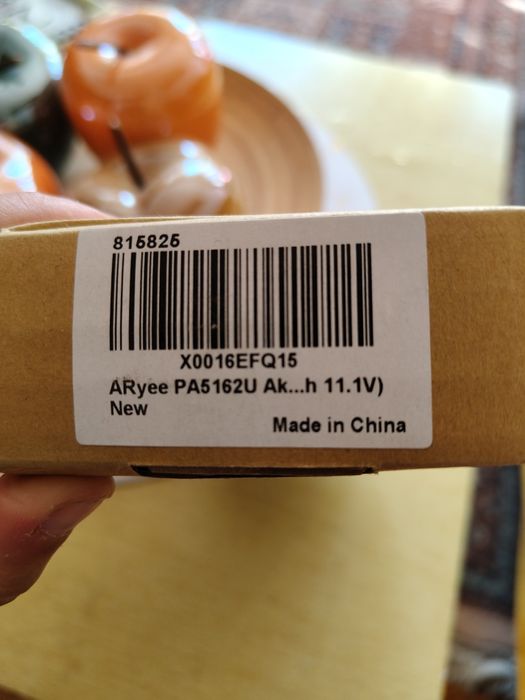 815825
X0016EFQ15
ARyee PA5162U Ak...h 11.1V)
New
Made in China